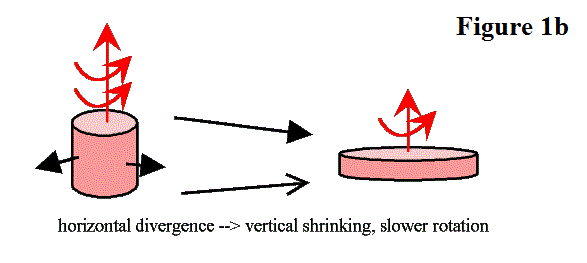 Figure 1b
horizontal divergence --> vertical shrinking, slower rotation